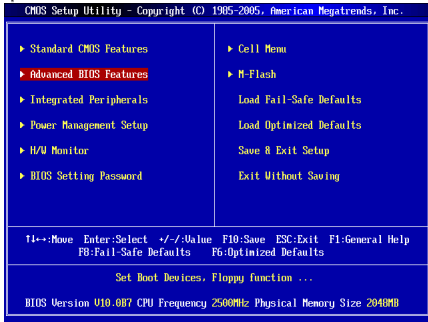 CMOS Setup Utility - Copyright (C) 1985-2005, American Megatrends, Inc.
▶ Standard CMOS Features
▶ Advanced BIOS Features
▶ Integrated Peripherals
▶ Power Management Setup
▶ H/W Monitor
▶ BIOS Setting Password
▶ Cell Menu
▶ M-Flash
Load Fail-Safe Defaults
Load Optimized Defaults
Save & Exit Setup
Exit Without Saving
↑↓←→:Move Enter:Select +/-/:Value F10:Save ESC:Exit F1:General Help
F8:Fail-Safe Defaults F6:Optimized Defaults
Set Boot Devices, Floppy function ...
BIOS Version V10.0B7 CPU Frequency 2500MHz Physical Memory Size 2048MB